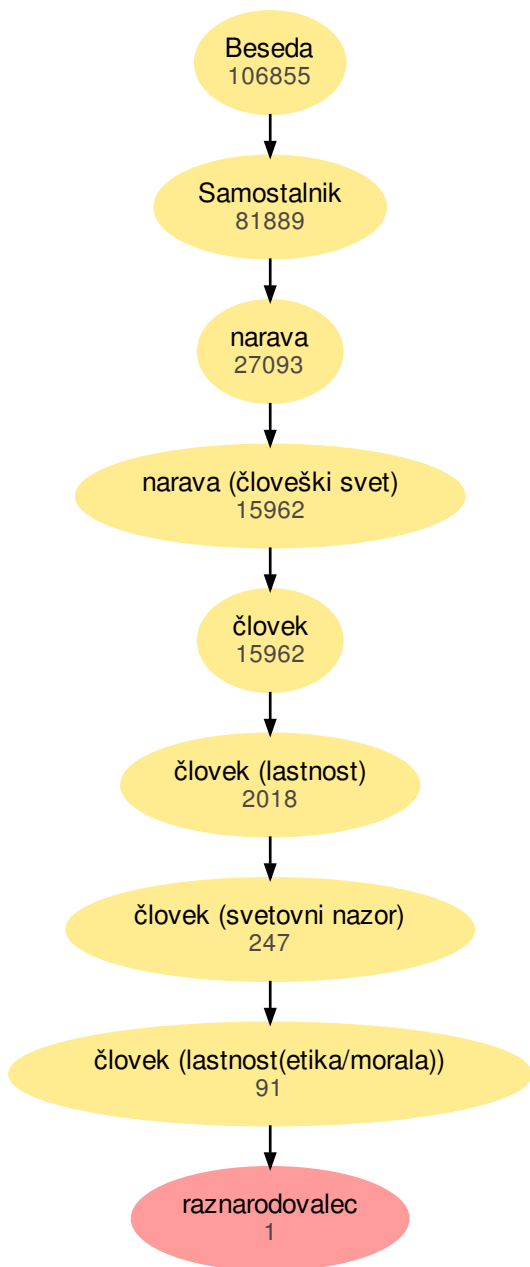 Beseda
106855
Samostalnik
81889
narava
27093
narava (človeški svet)
15962
človek
15962
človek (lastnost)
2018
človek (svetovni nazor)
247
človek (lastnost(etika/morala))
91
raznarodovalec
1